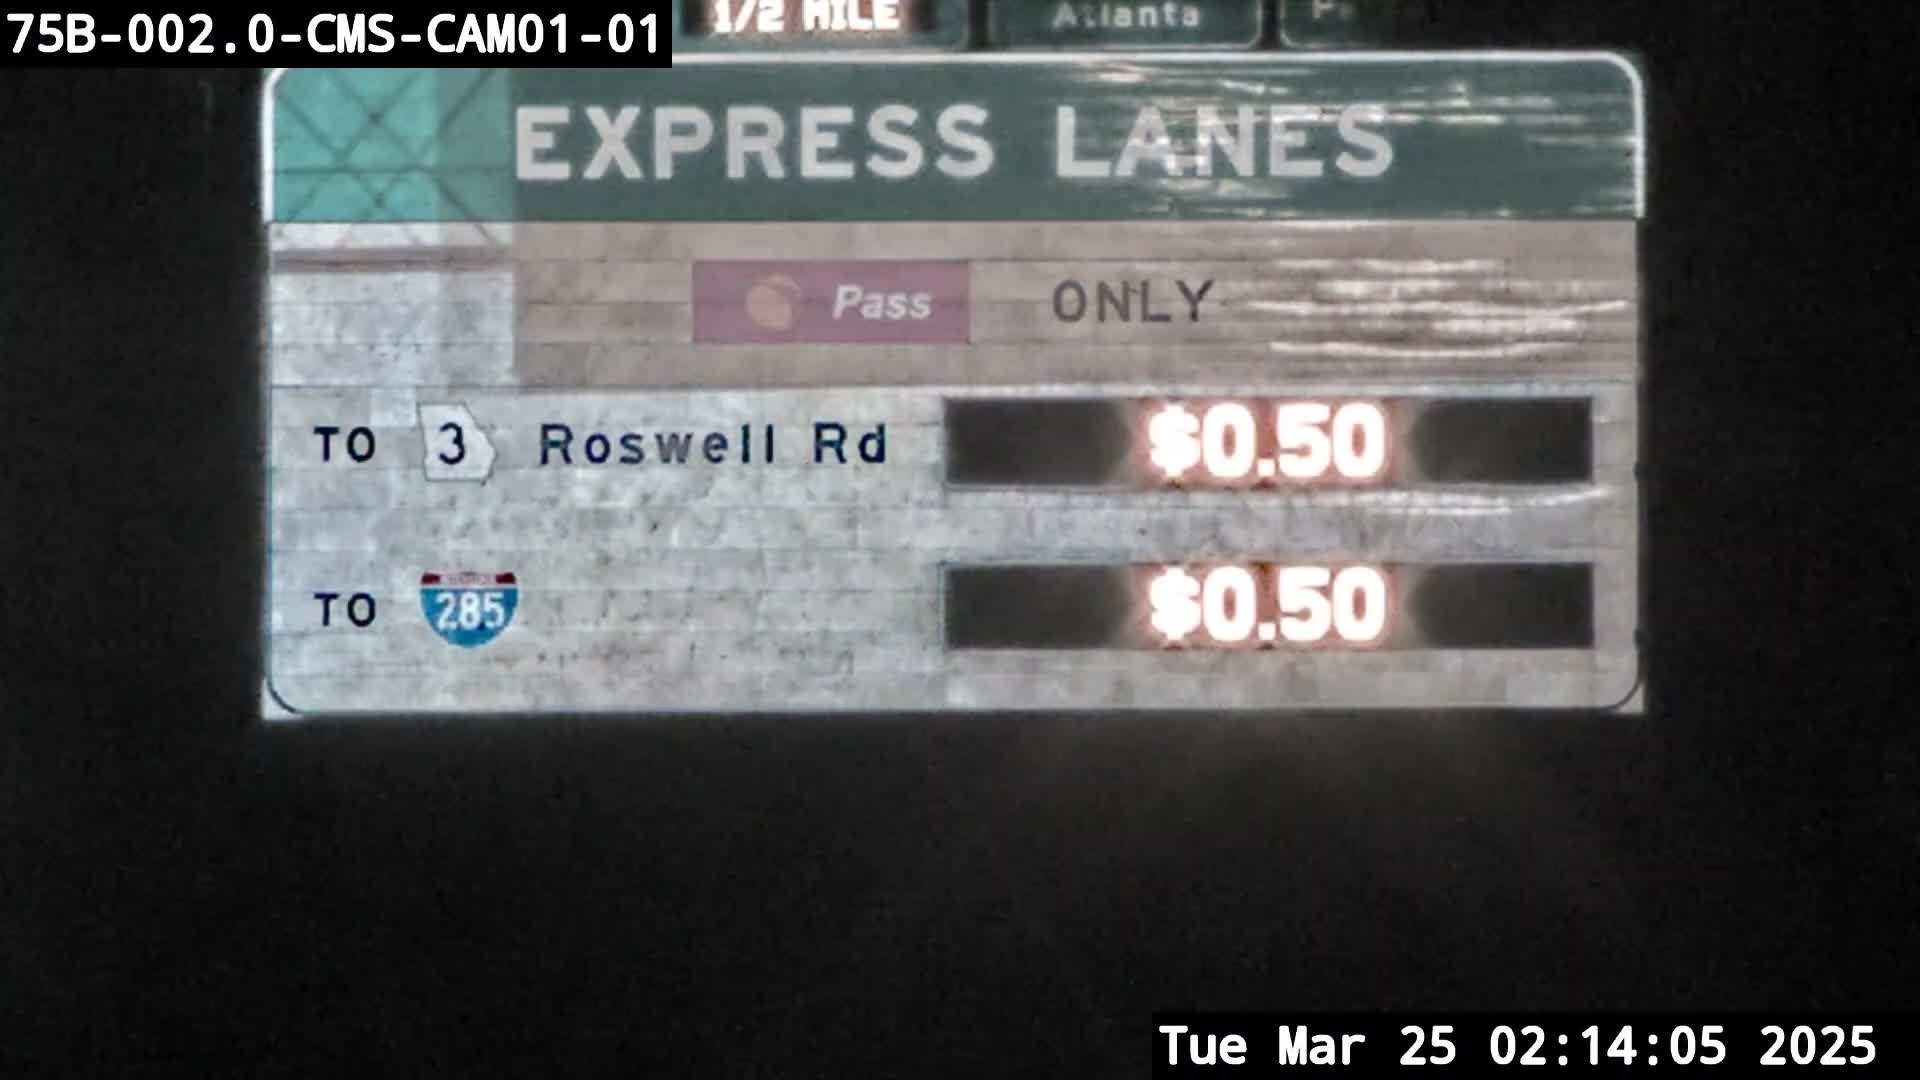 75B-002.0-CMS-CAM01-01
1/2 MILE
Atlanta
EXPRESS LANES
Pass ONLY
TO 3 Roswell Rd $0.50
TO 285 $0.50
Tue Mar 25 02:14:05 2025